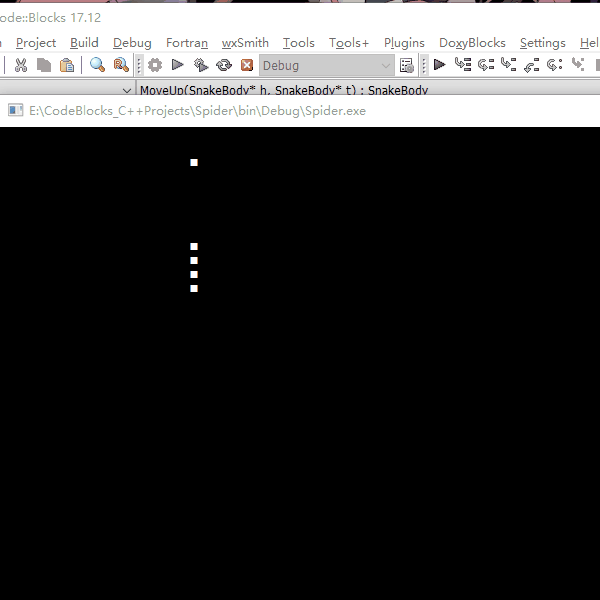 ode::Blocks 17.12
Project Build Debug Fortran wxSmith Tools Tools+ Plugins DoxyBlocks Settings Hel
Debug
MoveUp(SnakeBody* h, SnakeBody* t) : SnakeBody
E:\CodeBlocks_C++Projects\Spider\bin\Debug\Spider.exe